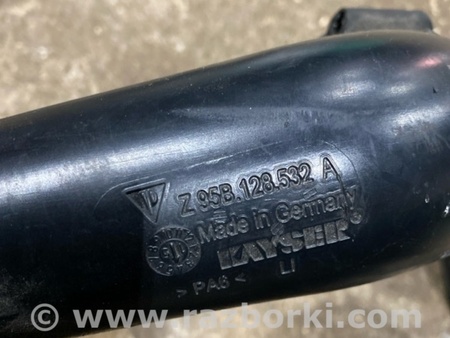 Z 95B.128.532 A
Made in Germany
KAYSER
> PA6 < LI
© www.razborki.com